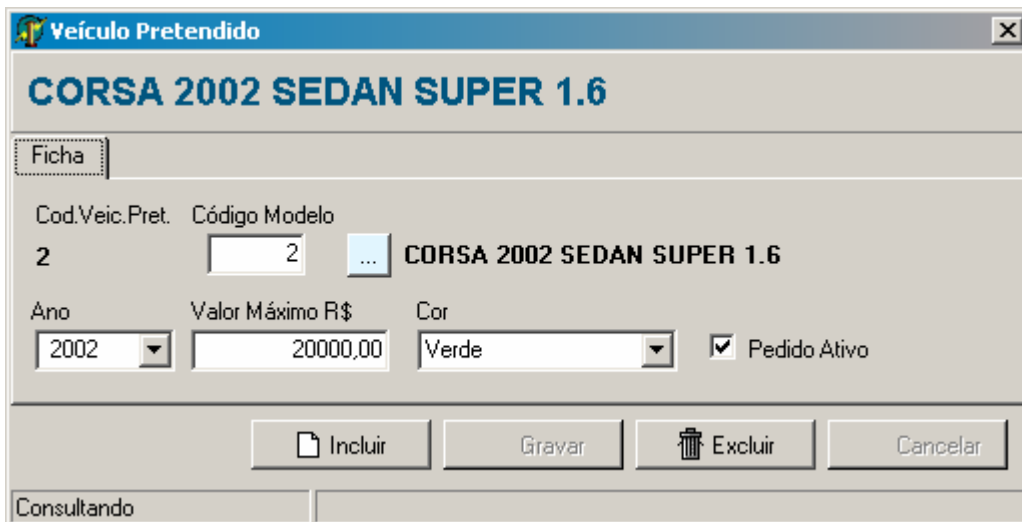 Veículo Pretendido
CORSA 2002 SEDAN SUPER 1.6
Ficha
Cod.Veic.Pret. Código Modelo
2 2 ... CORSA 2002 SEDAN SUPER 1.6
Ano Valor Máximo R$ Cor
2002 20000,00 Verde Pedido Ativo
Incluir Gravar Excluir Cancelar
Consultando